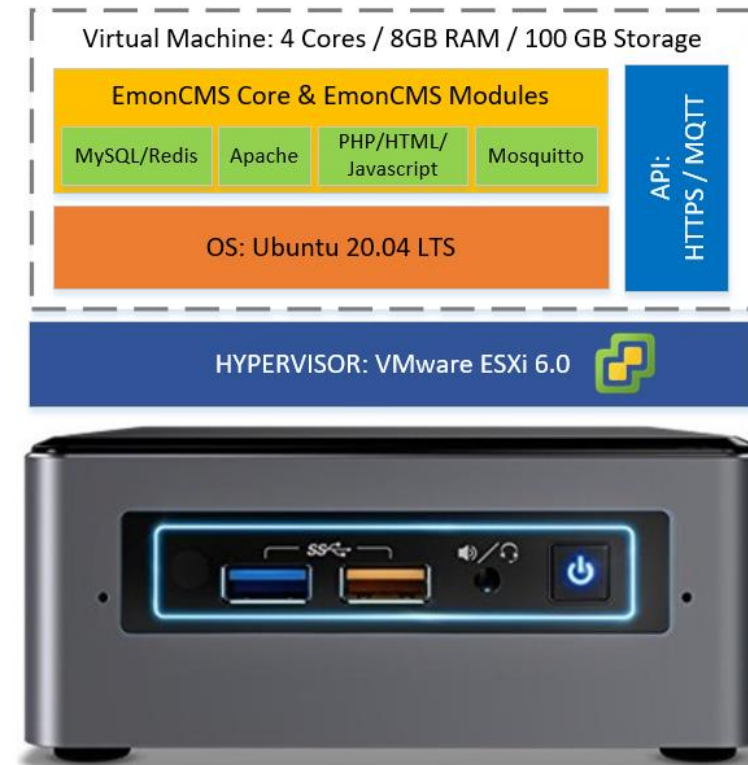 Virtual Machine: 4 Cores / 8GB RAM / 100 GB Storage
EmonCMS Core & EmonCMS Modules
MySQL/Redis
Apache
PHP/HTML/
Javascript
Mosquitto
API:
HTTPS / MQTT
OS: Ubuntu 20.04 LTS
HYPERVISOR: VMware ESXi 6.0
SS